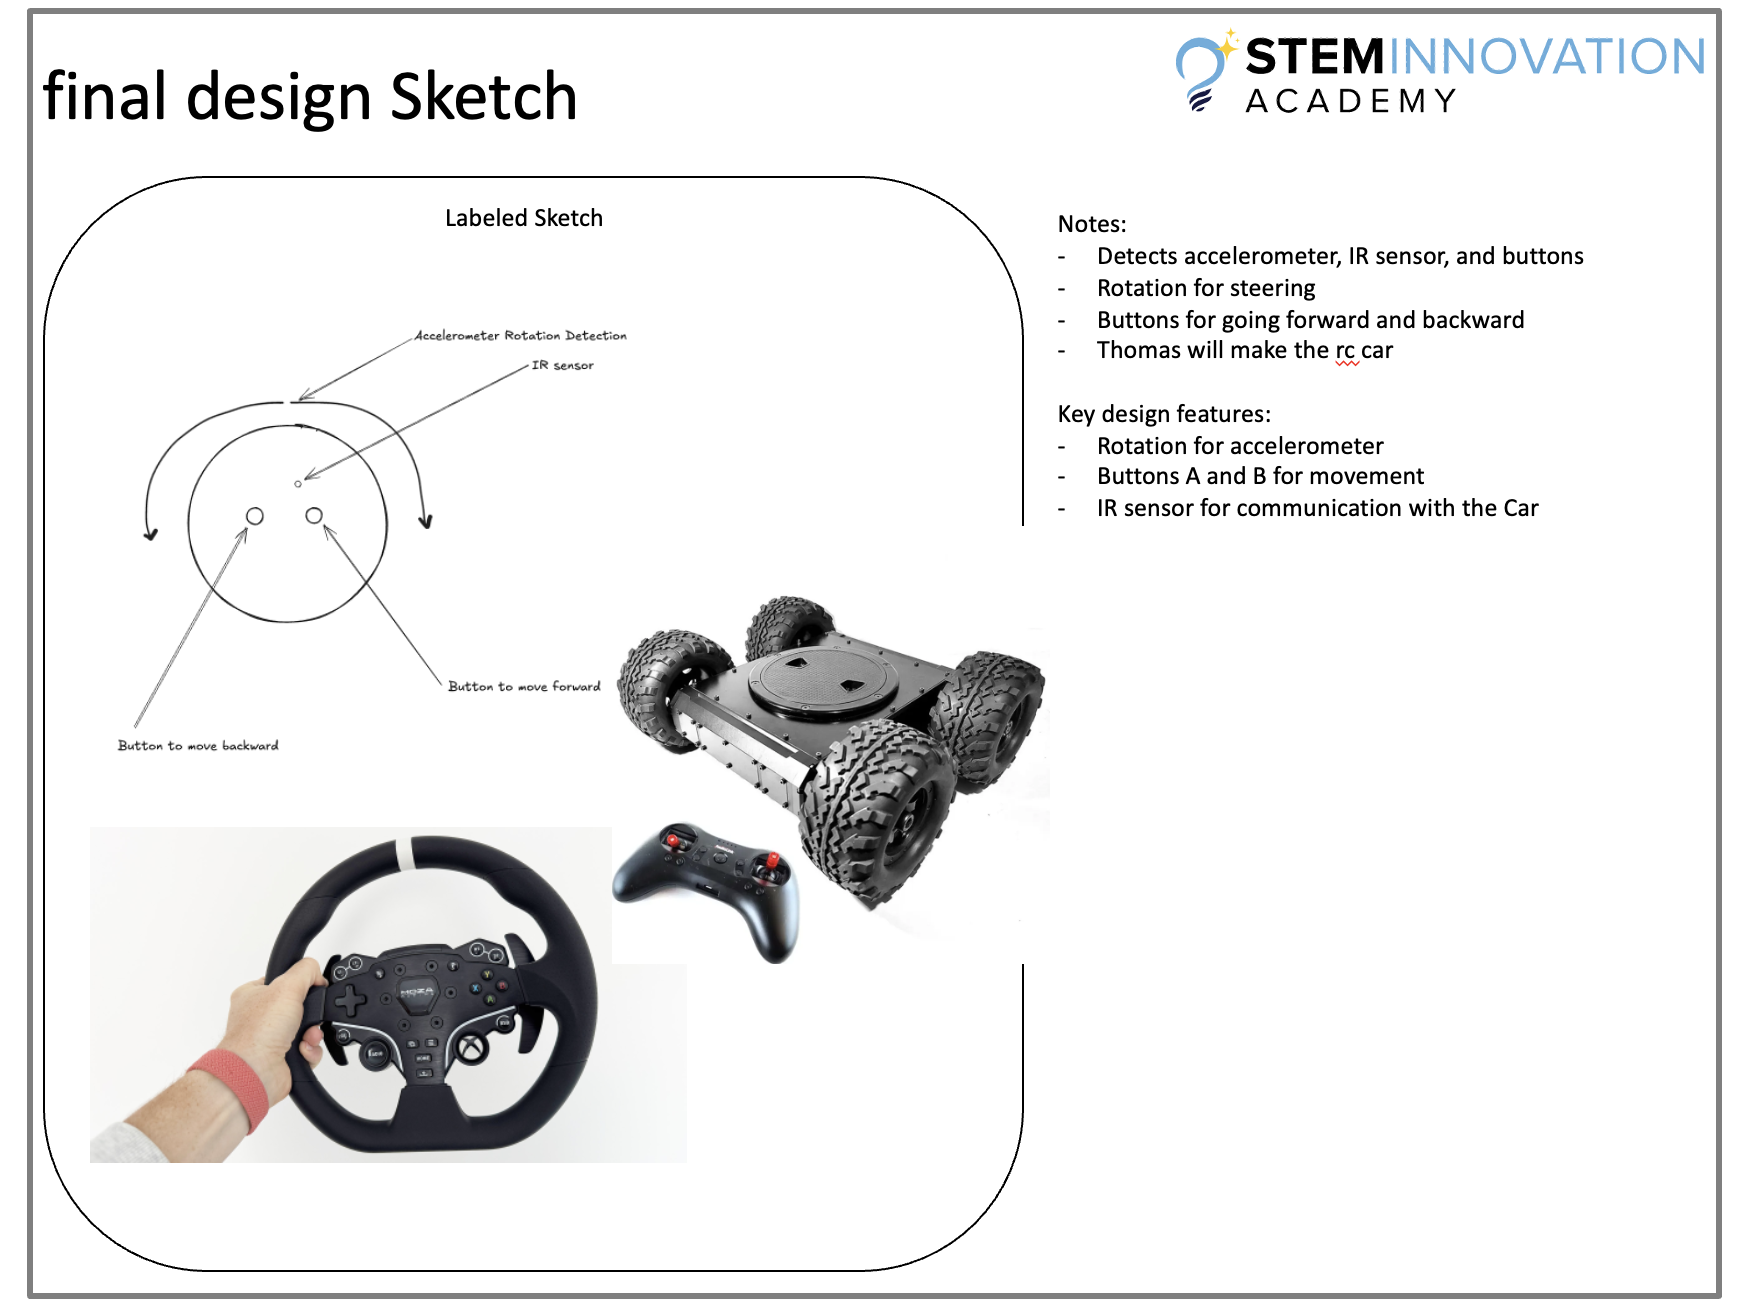 final design Sketch
STEMINNOVATION
ACADEMY
Labeled Sketch
Accelerometer Rotation Detection
IR sensor
Button to move forward
Button to move backward
MOZA
Notes:
- Detects accelerometer, IR sensor, and buttons
- Rotation for steering
- Buttons for going forward and backward
- Thomas will make the rc car
Key design features:
- Rotation for accelerometer
- Buttons A and B for movement
- IR sensor for communication with the Car